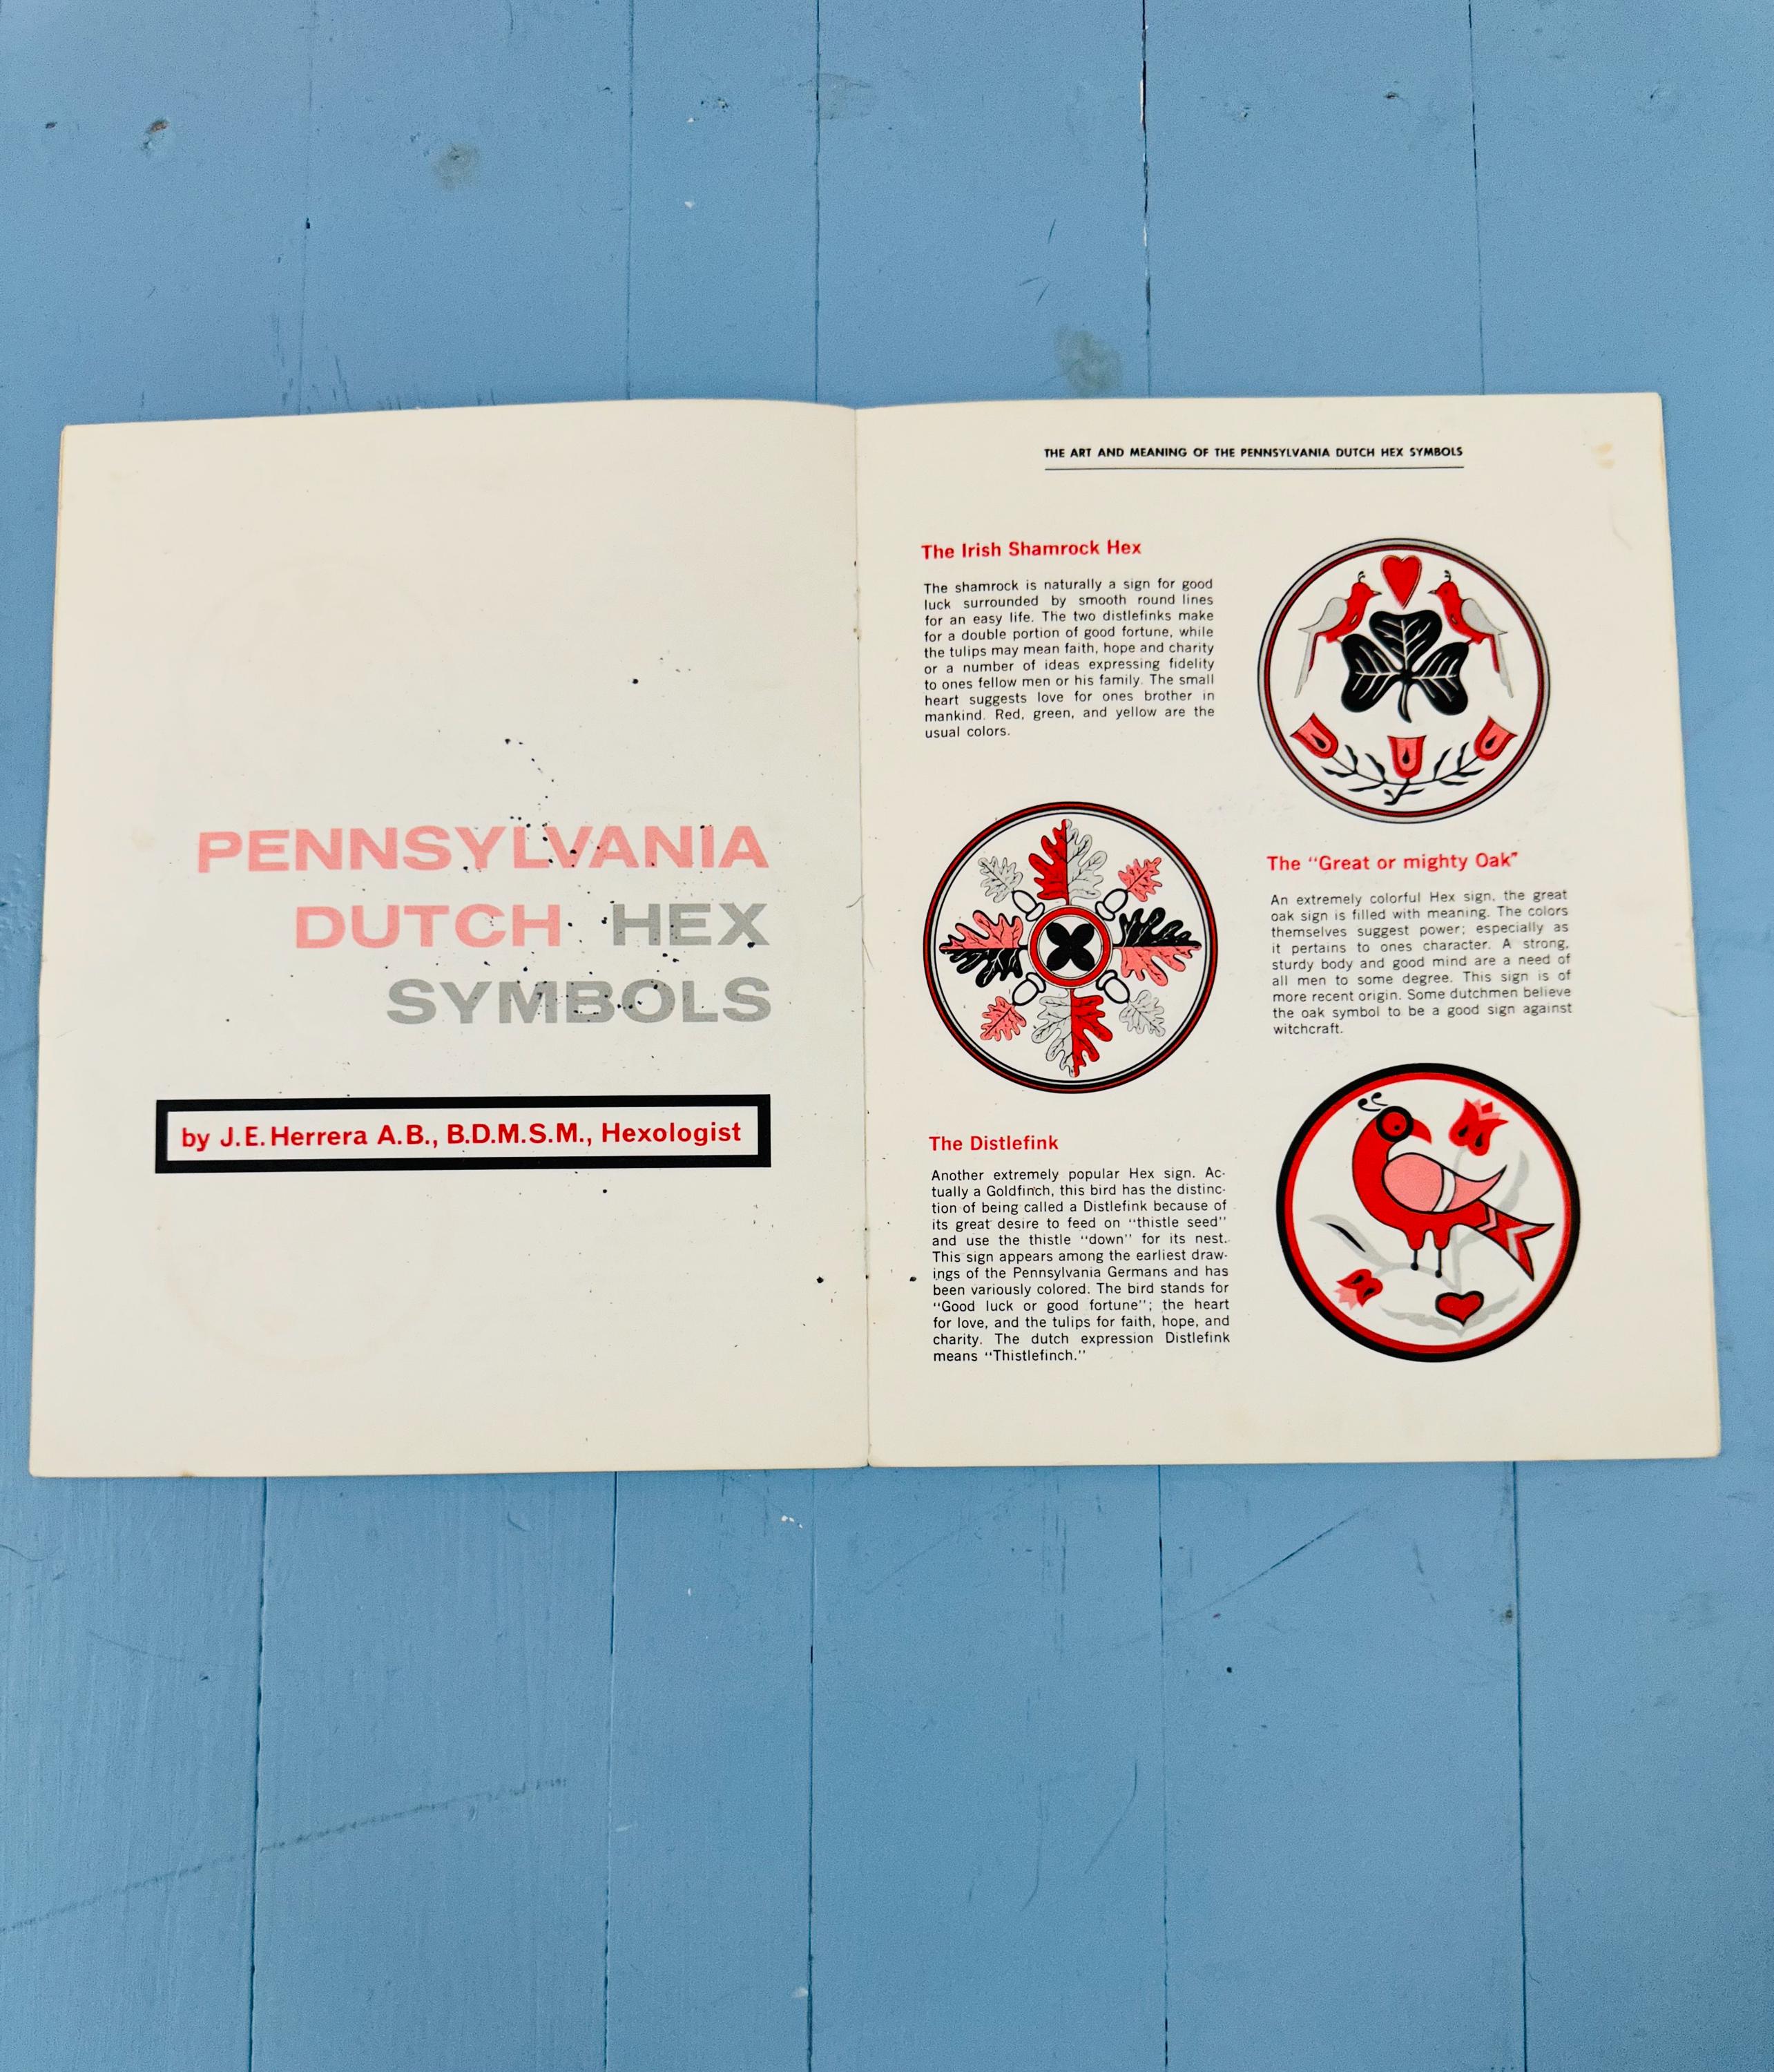 PENNSYLVANIA
DUTCH HEX
SYMBOLS
by J.E. Herrera A.B., B.D.M.S.M., Hexologist
THE ART AND MEANING OF THE PENNSYLVANIA DUTCH HEX SYMBOLS
The Irish Shamrock Hex
The shamrock is naturally a sign for good
luck surrounded by smooth round lines
for an easy life. The two distlefinks make
for a double portion of good fortune, while
the tulips may mean faith, hope and charity
or a number of ideas expressing fidelity
to ones fellow men or his family. The small
heart suggests love for ones brother in
mankind. Red, green, and yellow are the
usual colors.
The "Great or mighty Oak"
An extremely colorful Hex sign, the great
oak sign is filled with meaning. The colors
themselves suggest power; especially as
it pertains to ones character. A strong,
sturdy body and good mind are a need of
all men to some degree. This sign is of
more recent origin. Some dutchmen believe
the oak symbol to be a good sign against
witchcraft.
The Distlefink
Another extremely popular Hex sign. Ac-
tually a Goldfinch, this bird has the distinc-
tion of being called a Distlefink because of
its great desire to feed on "thistle seed"
and use the thistle "down" for its nest.
This sign appears among the earliest draw-
ings of the Pennsylvania Germans and has
been variously colored. The bird stands for
"Good luck or good fortune"; the heart
for love, and the tulips for faith, hope, and
charity. The dutch expression Distlefink
means "Thistlefinch."